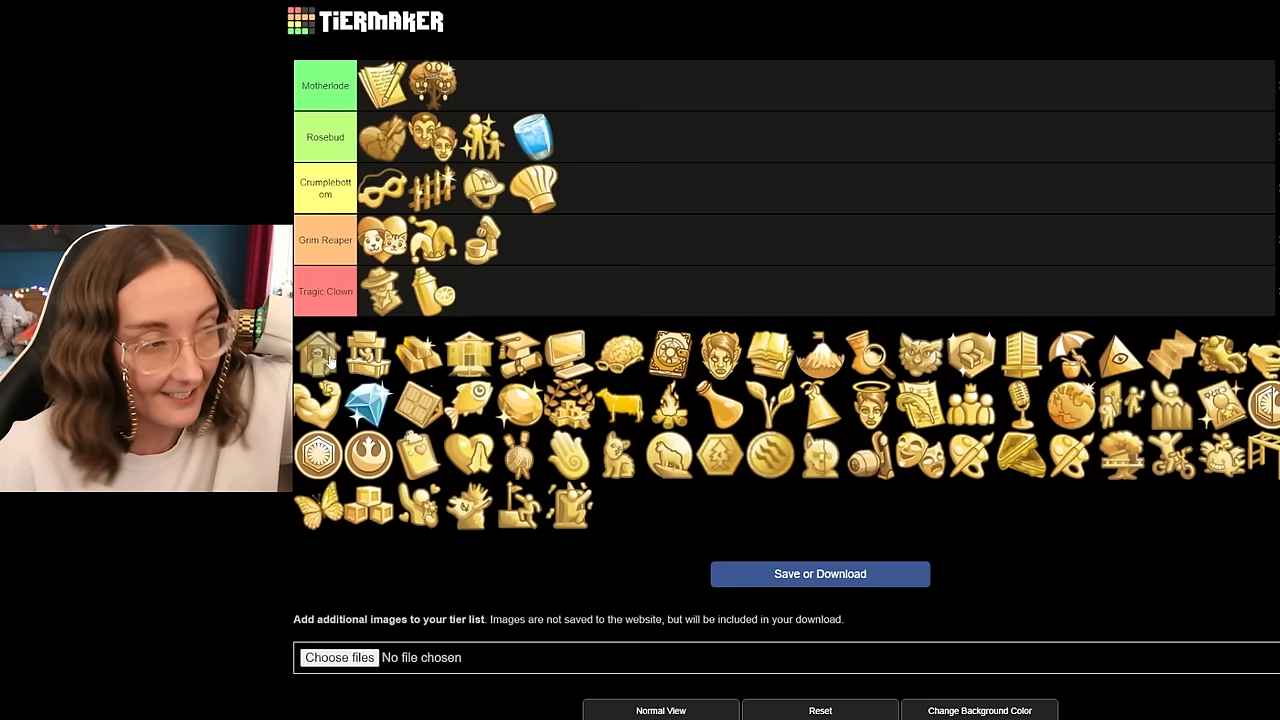 TiERMAKER
Motherlode
Rosebud
Crumplebott
om
Grim Reaper
Tragic Clown
Save or Download
Add additional images to your tier list. Images are not saved to the website, but will be included in your download.
Choose files No file chosen
Normal View
Reset
Change Background Color